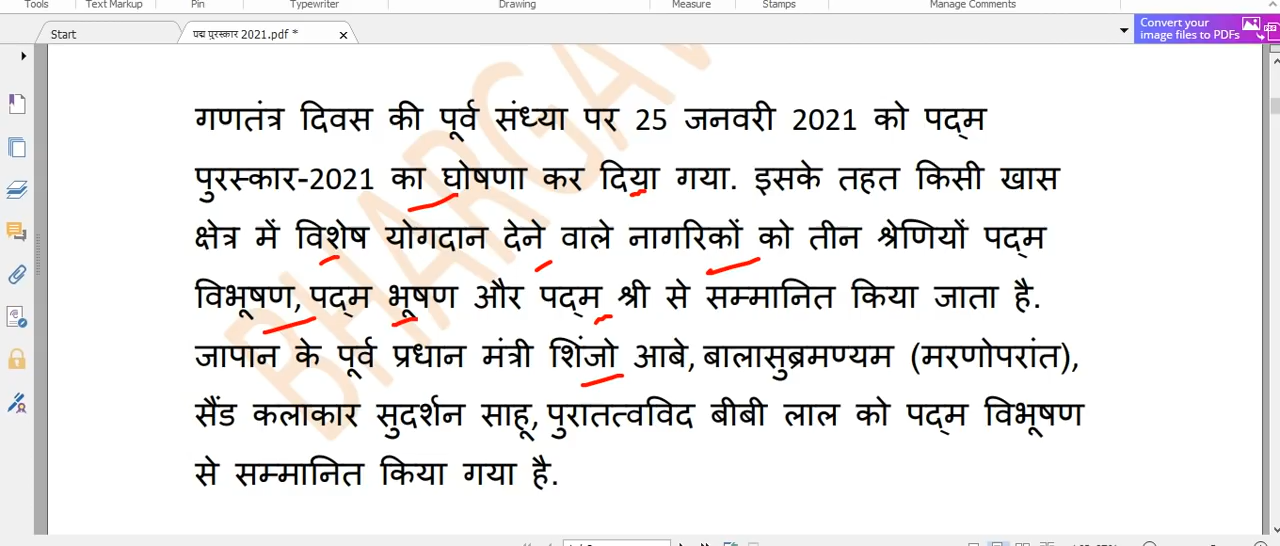 Tools Text Markup Pins Typewriter Drawing Measure Stamps Manage Comments
Start पद्म पुरस्कार 2021.pdf * Convert your
image files to PDFs
गणतंत्र दिवस की पूर्व संध्या पर 25 जनवरी 2021 को पद्म
पुरस्कार-2021 का घोषणा कर दिया गया. इसके तहत किसी खास
क्षेत्र में विशेष योगदान देने वाले नागरिकों को तीन श्रेणियों पद्म
विभूषण, पद्म भूषण और पद्म श्री से सम्मानित किया जाता है.
जापान के पूर्व प्रधान मंत्री शिंजो आबे, बालासुब्रमण्यम (मरणोपरांत),
सैंड कलाकार सुदर्शन साहू, पुरातत्वविद बीबी लाल को पद्म विभूषण
से सम्मानित किया गया है.